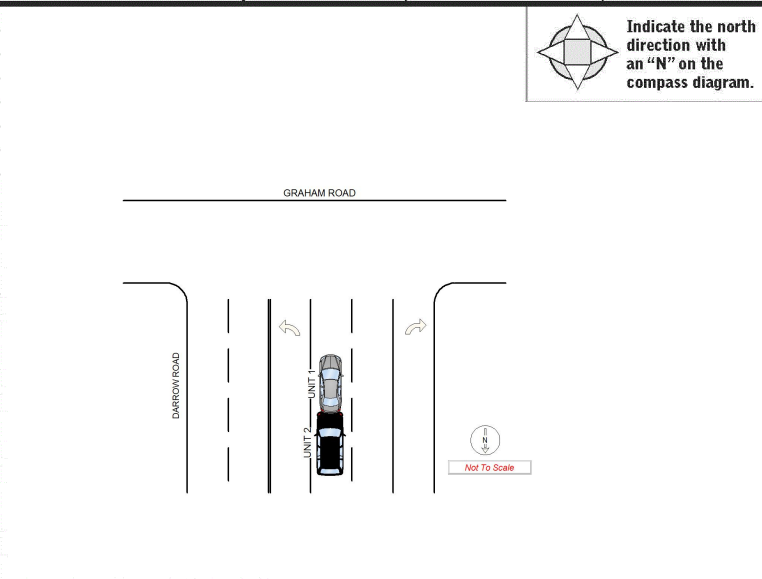 Indicate the north
direction with
an “N” on the
compass diagram.
GRAHAM ROAD
DARROW ROAD
UNIT 1
UNIT 2
N
Not To Scale